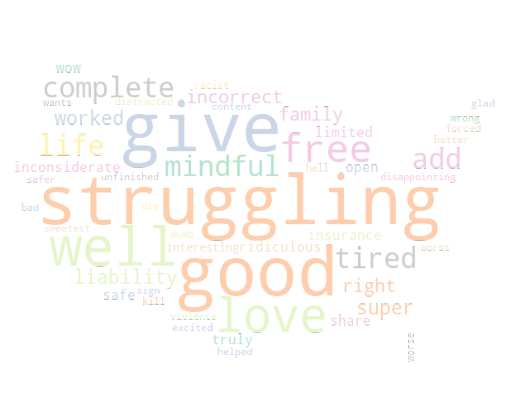 wow
racist
complete
incorrect
wants
distracted
content
glad
give
worked
family
wrong
forced
limited
life
free
better
hell
open
add
mindful
inconsiderate
safer
unfinished
disappointing
struggling
bad
die
sweetest
dumb
insurance
well
interesting
ridiculous
worst
good
tired
liability
safe
sign
kill
right
love
super
violence
share
excited
truly
helped
worse